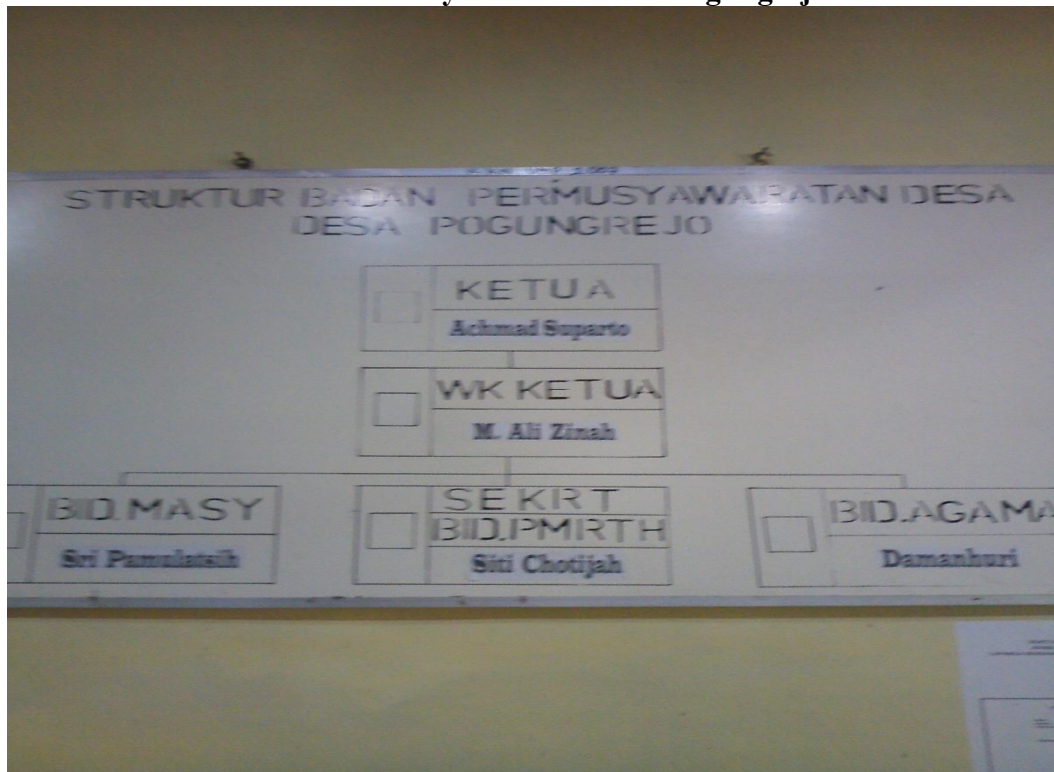 STRUKTUR BADAN PERMUSYAWARATAN DESA
DESA POGUNGREJO
KETUA
Achmad Suparto
WK KETUA
M. Ali Zinah
BID.MASY
Sri Pamulatsih
SEKRT
BID.PMRTH
Siti Chotijah
BID.AGAMA
Damanhuri